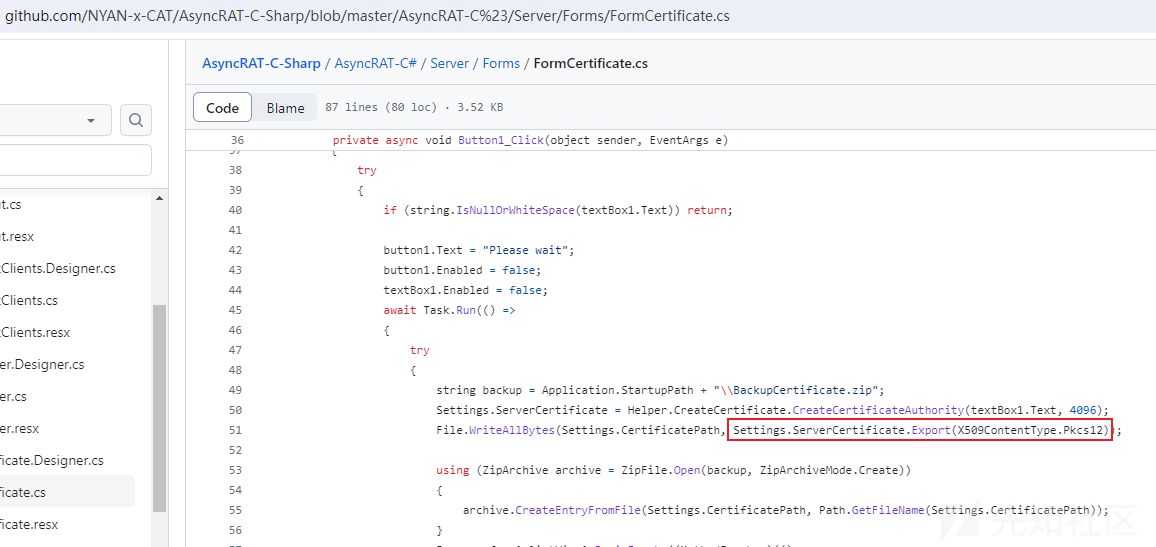 github.com/NYAN-x-CAT/AsyncRAT-C-Sharp/blob/master/AsyncRAT-C%23/Server/Forms/FormCertificate.cs
AsyncRAT-C-Sharp / AsyncRAT-C# / Server / Forms / FormCertificate.cs
Code Blame 87 lines (80 loc) · 3.52 KB
36 private async void Button1_Click(object sender, EventArgs e)
37 {
38 try
39 {
40 if (string.IsNullOrWhiteSpace(textBox1.Text)) return;
41
42 button1.Text = "Please wait";
43 button1.Enabled = false;
44 textBox1.Enabled = false;
45 await Task.Run(() =>
46 {
47 try
48 {
49 string backup = Application.StartupPath + "\\BackupCertificate.zip";
50 Settings.ServerCertificate = Helper.CreateCertificate.CreateCertificateAuthority(textBox1.Text, 4096);
51 File.WriteAllBytes(Settings.CertificatePath, Settings.ServerCertificate.Export(X509ContentType.Pkcs12));
52
53 using (ZipArchive archive = ZipFile.Open(backup, ZipArchiveMode.Create))
54 {
55 archive.CreateEntryFromFile(Settings.CertificatePath, Path.GetFileName(Settings.CertificatePath));
56 }
t.cs
t.resx
Clients.Designer.cs
Clients.cs
Clients.resx
er.Designer.cs
er.cs
er.resx
ficate.Designer.cs
ficate.cs
ficate.resx
先知社区